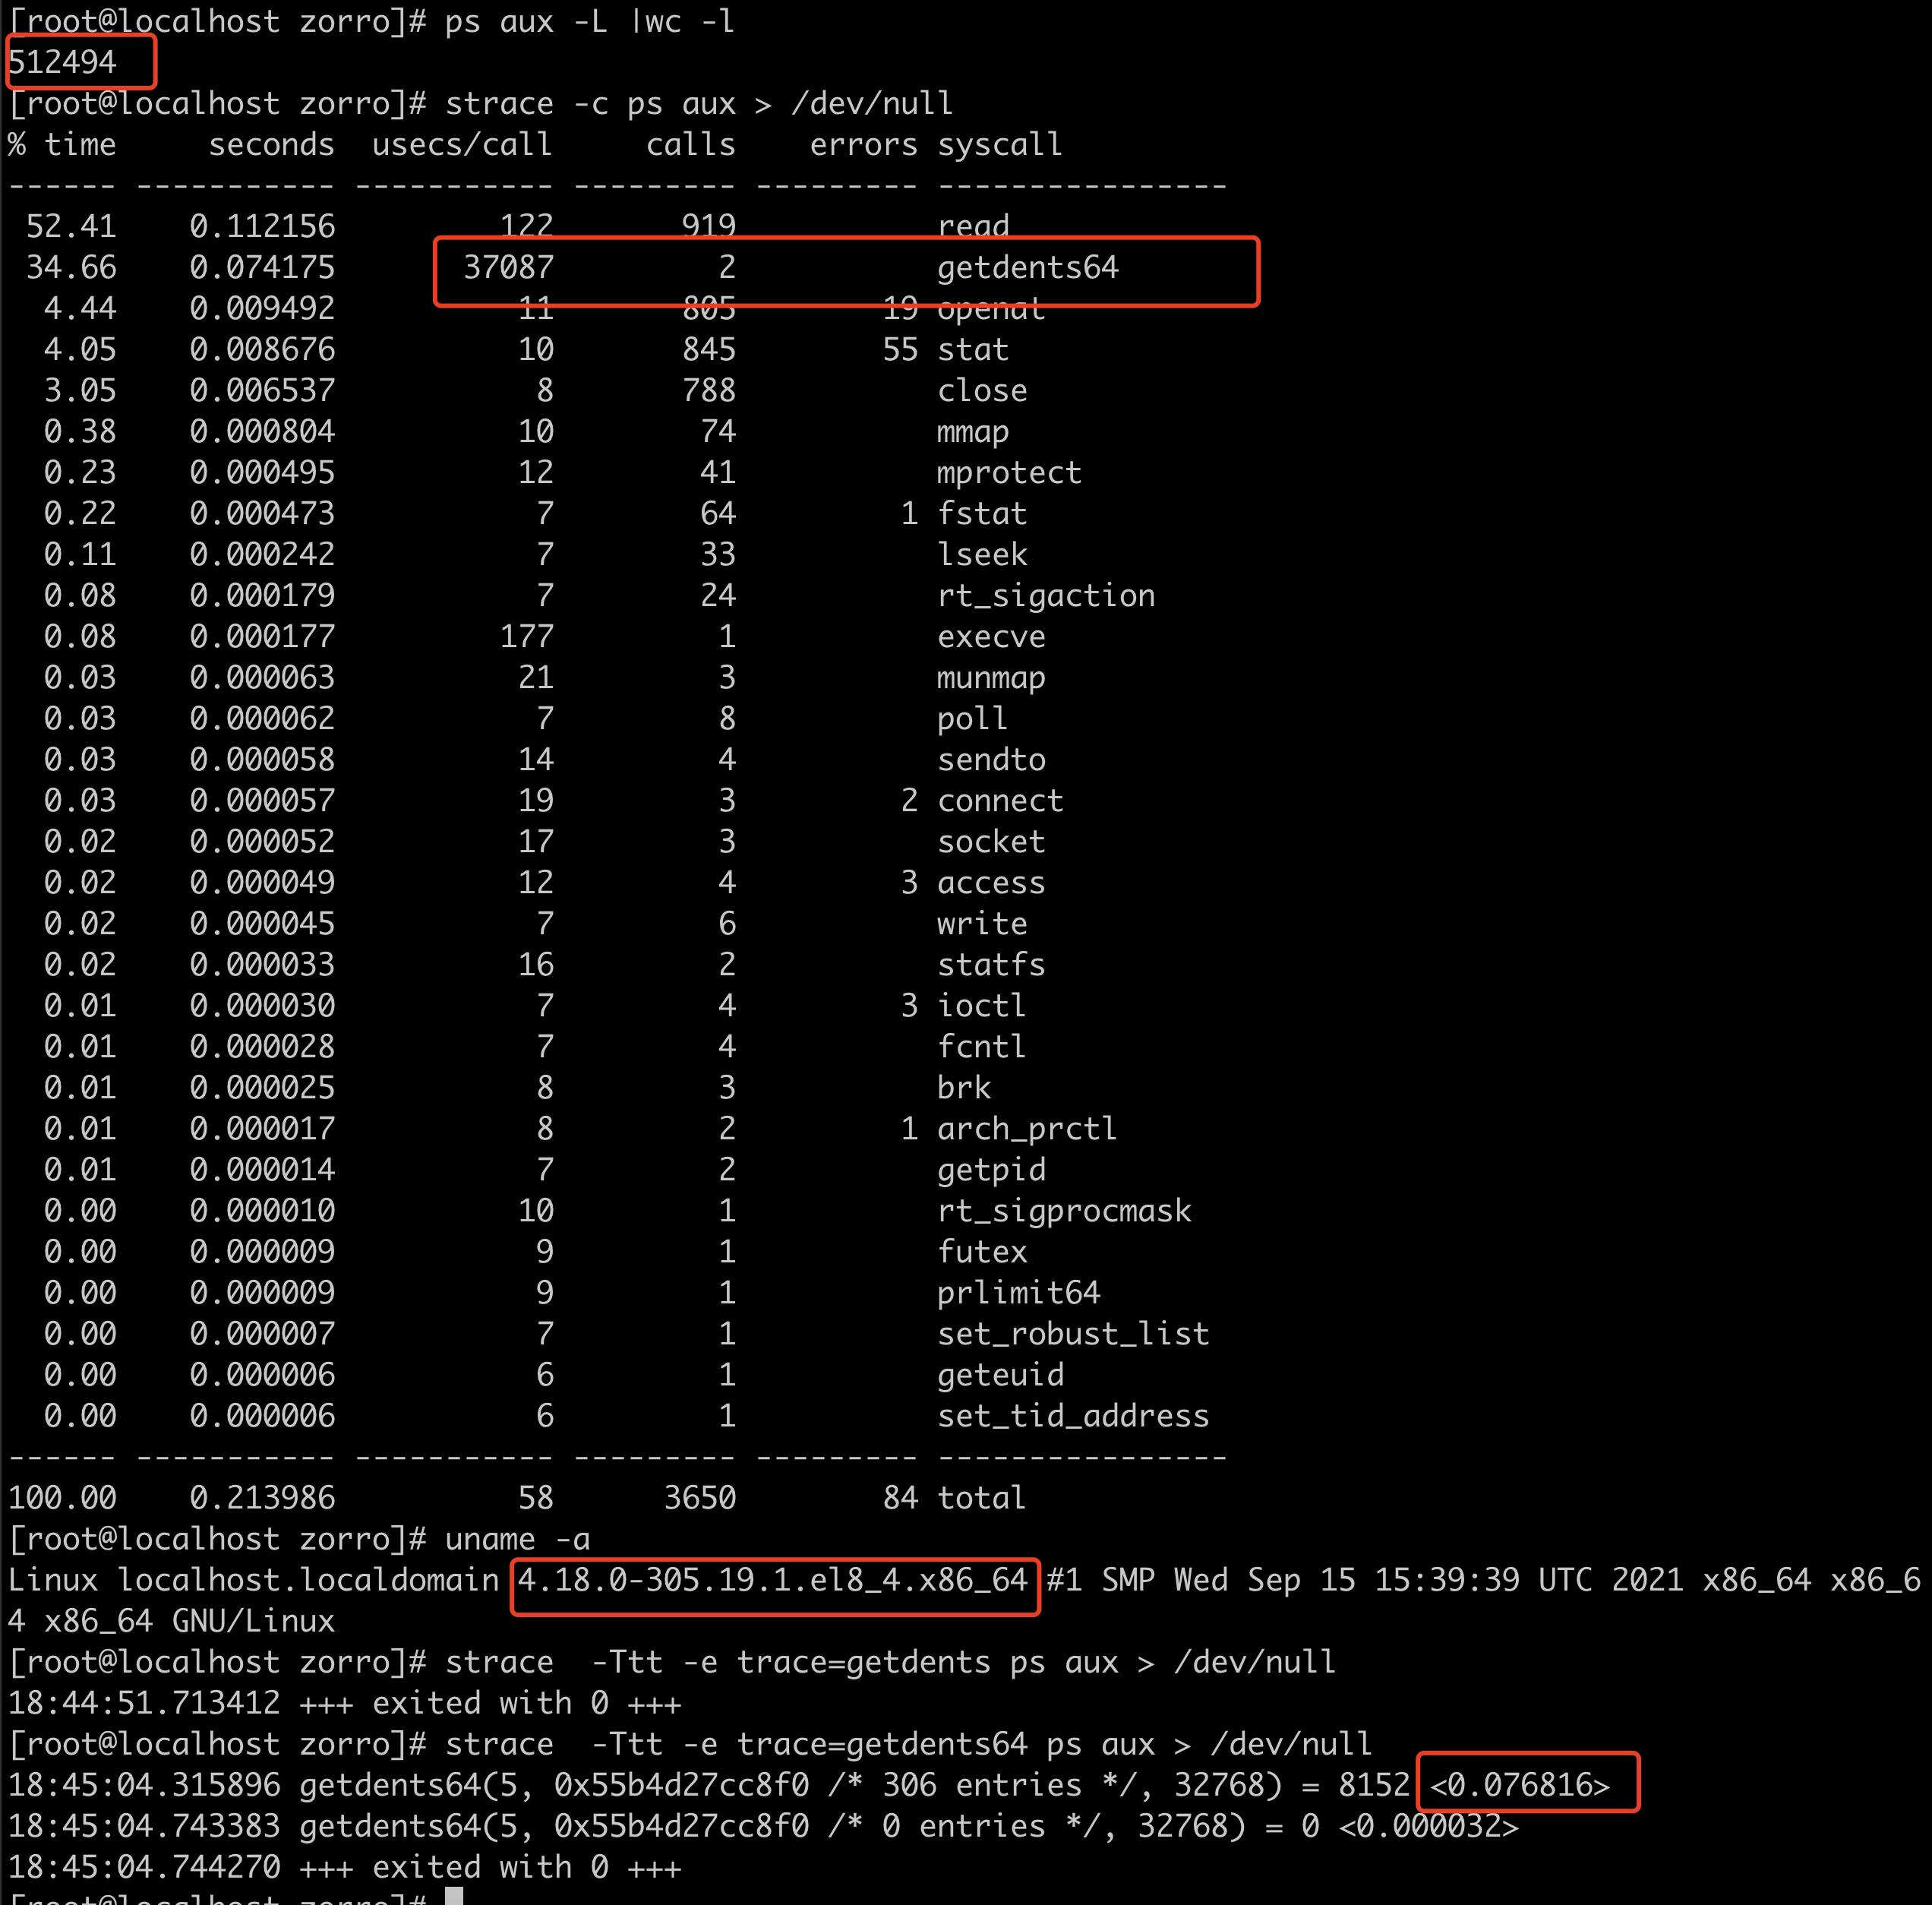 [root@localhost zorro]# ps aux -L |wc -l
512494
[root@localhost zorro]# strace -c ps aux > /dev/null
% time     seconds  usecs/call     calls    errors syscall
------ ----------- ----------- --------- --------- ----------------
 52.41    0.112156         122       919           read
 34.66    0.074175       37087         2           getdents64
  4.44    0.009492          11       805        19 openat
  4.05    0.008676          10       845        55 stat
  3.05    0.006537           8       788           close
  0.38    0.000804          10        74           mmap
  0.23    0.000495          12        41           mprotect
  0.22    0.000473           7        64         1 fstat
  0.11    0.000242           7        33           lseek
  0.08    0.000179           7        24           rt_sigaction
  0.08    0.000177         177         1           execve
  0.03    0.000063          21         3           munmap
  0.03    0.000062           7         8           poll
  0.03    0.000058          14         4           sendto
  0.03    0.000057          19         3         2 connect
  0.02    0.000052          17         3           socket
  0.02    0.000049          12         4         3 access
  0.02    0.000045           7         6           write
  0.02    0.000033          16         2           statfs
  0.01    0.000030           7         4         3 ioctl
  0.01    0.000028           7         4           fcntl
  0.01    0.000025           8         3           brk
  0.01    0.000017           8         2         1 arch_prctl
  0.01    0.000014           7         2           getpid
  0.00    0.000010          10         1           rt_sigprocmask
  0.00    0.000009           9         1           futex
  0.00    0.000009           9         1           prlimit64
  0.00    0.000007           7         1           set_robust_list
  0.00    0.000006           6         1           geteuid
  0.00    0.000006           6         1           set_tid_address
------ ----------- ----------- --------- --------- ----------------
100.00    0.213986          58      3650        84 total
[root@localhost zorro]# uname -a
Linux localhost.localdomain 4.18.0-305.19.1.el8_4.x86_64 #1 SMP Wed Sep 15 15:39:39 UTC 2021 x86_64 x86_6
4 x86_64 GNU/Linux
[root@localhost zorro]# strace  -Ttt -e trace=getdents ps aux > /dev/null
18:44:51.713412 +++ exited with 0 +++
[root@localhost zorro]# strace  -Ttt -e trace=getdents64 ps aux > /dev/null
18:45:04.315896 getdents64(5, 0x55b4d27cc8f0 /* 306 entries */, 32768) = 8152 <0.076816>
18:45:04.743383 getdents64(5, 0x55b4d27cc8f0 /* 0 entries */, 32768) = 0 <0.000032>
18:45:04.744270 +++ exited with 0 +++
[root@localhost zorro]#